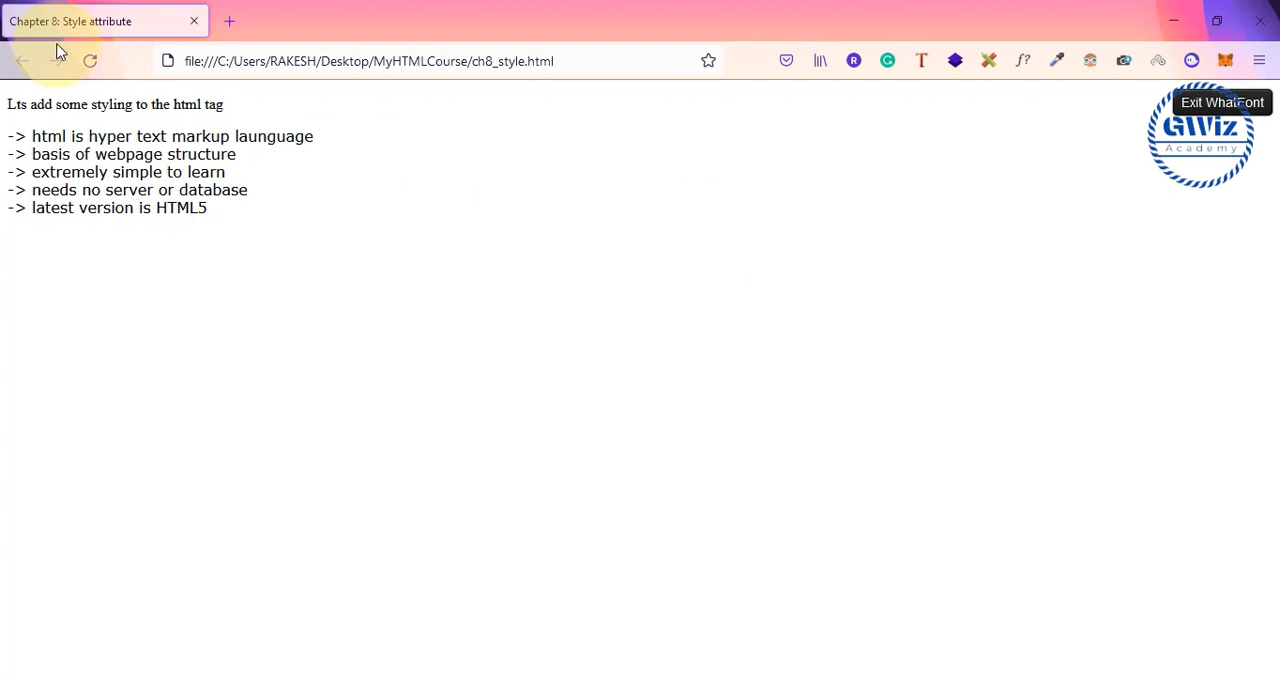 Chapter 8: Style attribute
file:///C:/Users/RAKESH/Desktop/MyHTMLCourse/ch8_style.html
R
T
f?
Exit WhatFont
GWiz
Academy
Lts add some styling to the html tag
-> html is hyper text markup launguage
-> basis of webpage structure
-> extremely simple to learn
-> needs no server or database
-> latest version is HTML5